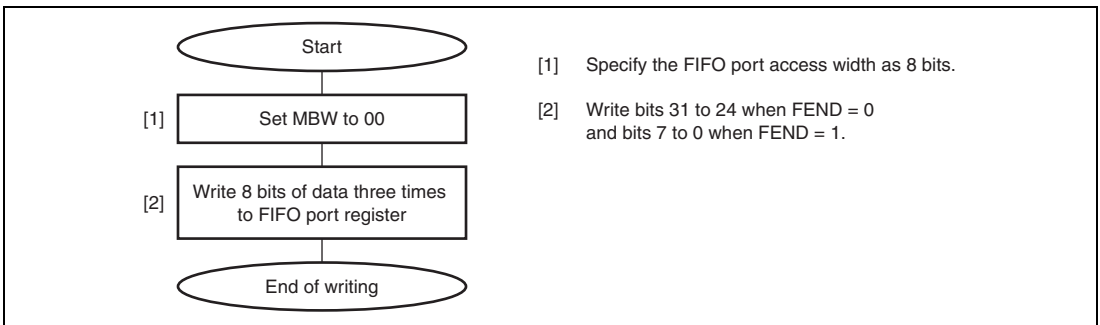 Start
[1] Specify the FIFO port access width as 8 bits.
[1] Set MBW to 00
[2] Write bits 31 to 24 when FEND = 0
and bits 7 to 0 when FEND = 1.
[2] Write 8 bits of data three times
to FIFO port register
End of writing